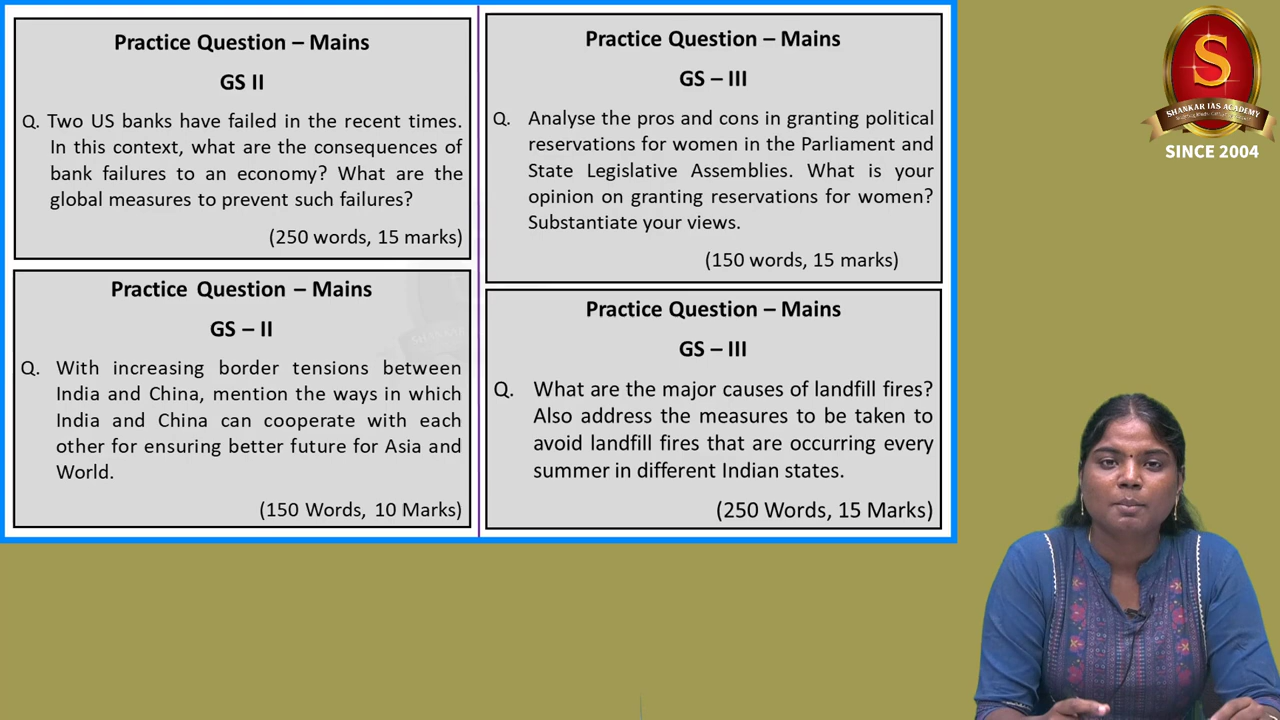 Practice Question – Mains
GS II
Q. Two US banks have failed in the recent times.
In this context, what are the consequences of
bank failures to an economy? What are the
global measures to prevent such failures?
(250 words, 15 marks)
Practice Question – Mains
GS – II
Q. With increasing border tensions between
India and China, mention the ways in which
India and China can cooperate with each
other for ensuring better future for Asia and
World.
(150 Words, 10 Marks)
Practice Question – Mains
GS – III
Q. Analyse the pros and cons in granting political
reservations for women in the Parliament and
State Legislative Assemblies. What is your
opinion on granting reservations for women?
Substantiate your views.
(150 words, 15 marks)
Practice Question – Mains
GS – III
Q. What are the major causes of landfill fires?
Also address the measures to be taken to
avoid landfill fires that are occurring every
summer in different Indian states.
(250 Words, 15 Marks)
S
SHANKAR IAS ACADEMY
SINCE 2004